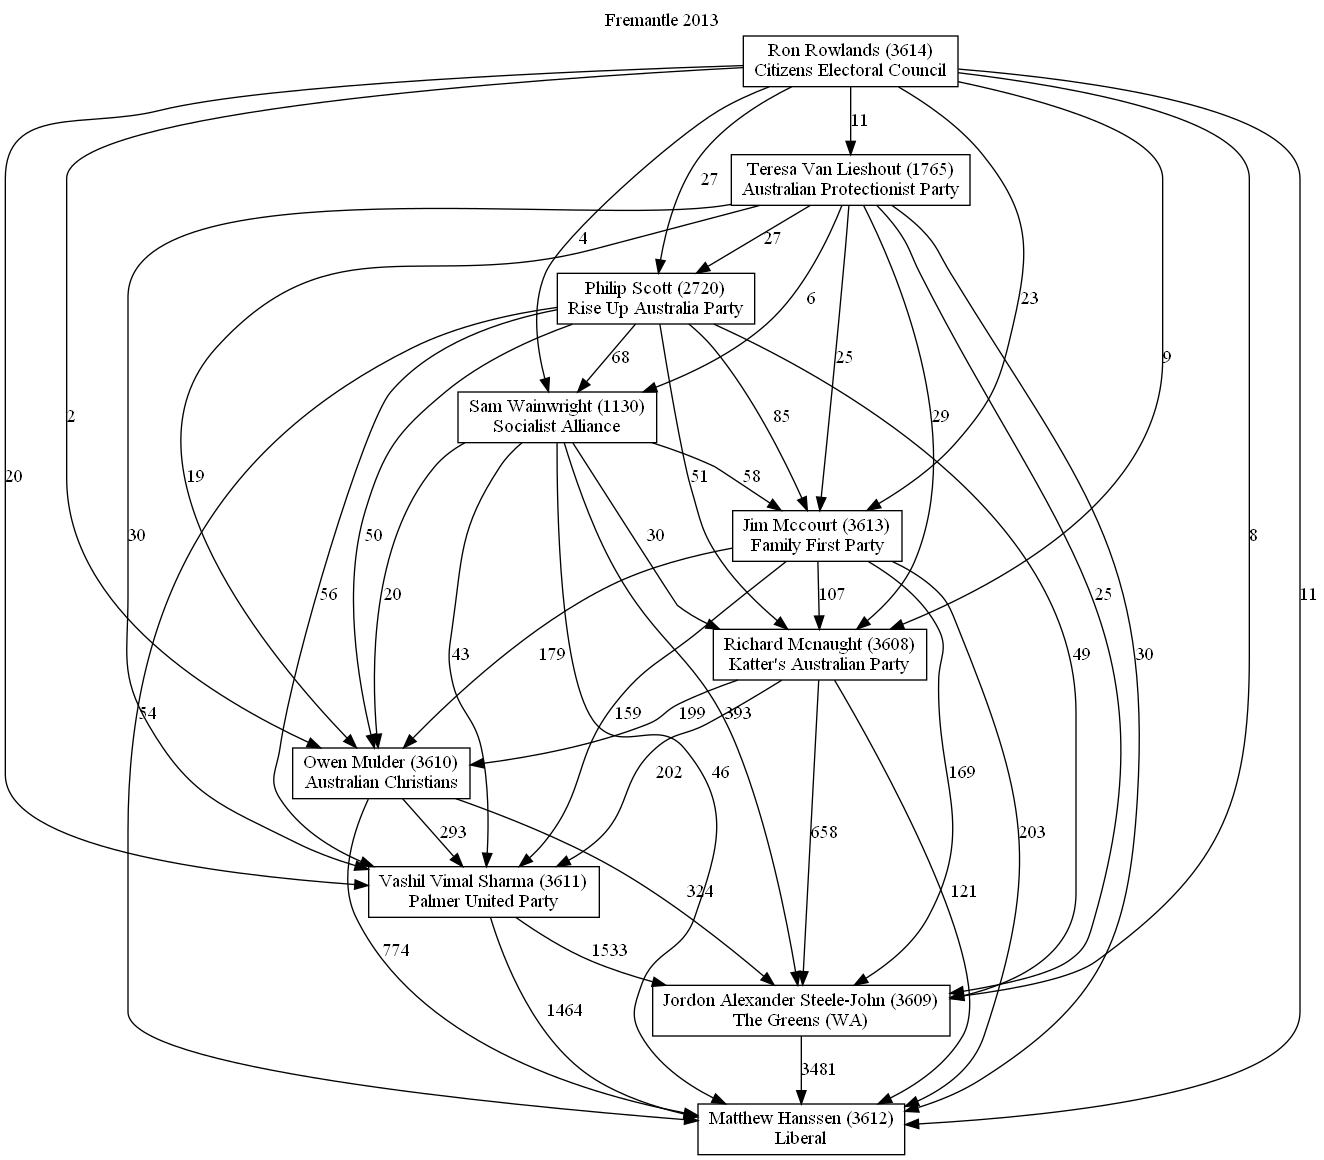 Fremantle 2013
Ron Rowlands (3614)
Citizens Electoral Council
11
Teresa Van Lieshout (1765)
Australian Protectionist Party
27
4
27
Philip Scott (2720)
Rise Up Australia Party
6
23
68
25
9
Sam Wainwright (1130)
Socialist Alliance
2
85
29
20
19
51
58
Jim Mccourt (3613)
Family First Party
30
50
30
8
56
20
107
25
11
Richard Mcnaught (3608)
Katter's Australian Party
43
179
49
30
54
159
199
393
Owen Mulder (3610)
Australian Christians
202
46
169
293
658
203
Vashil Vimal Sharma (3611)
Palmer United Party
324
121
774
1533
Jordon Alexander Steele-John (3609)
The Greens (WA)
1464
3481
Matthew Hanssen (3612)
Liberal